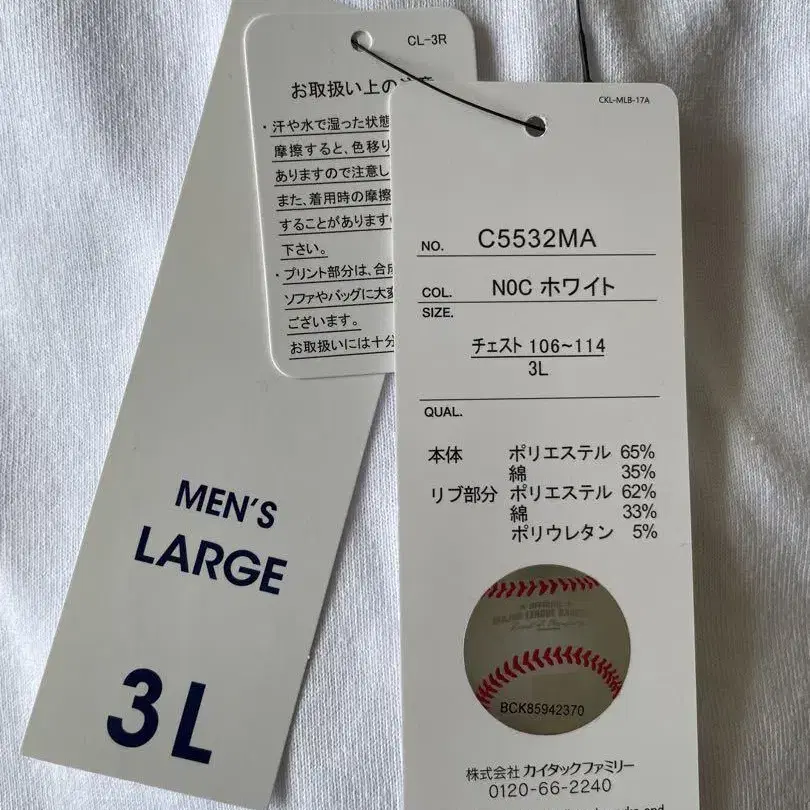 CL-3R
お取扱い上の
・汗や水で湿った状態
摩擦すると、色移り
ありますので注意し
また、着用時の摩擦
することがあります
下さい。
・プリント部分は、合成
ソファやバッグに大変
ございます。
お取扱いには十分
MEN'S
LARGE
3L
CKL-MLB-17A
NO. C5532MA
COL. N0C ホワイト
SIZE.
チェスト 106~114
3L
QUAL.
本体 ポリエステル 65%
綿 35%
リブ部分 ポリエステル 62%
綿 33%
ポリウレタン 5%
MAJOR LEAGUE
BCK85942370
株式会社 カイタックファミリー
0120-66-2240